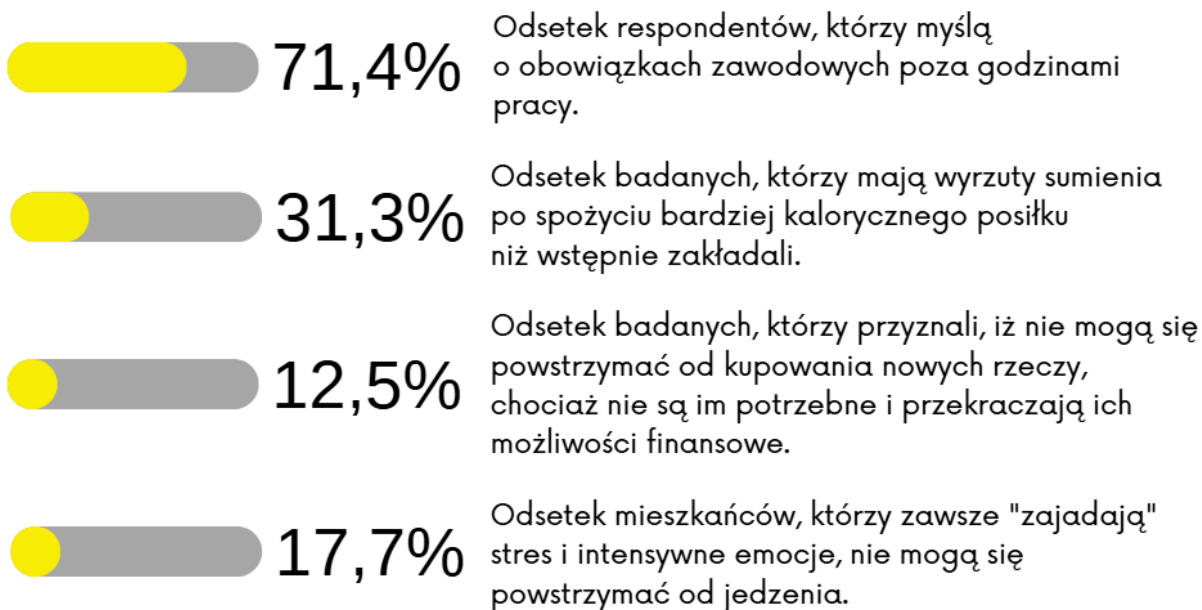 71,4%
Odsetek respondentów, którzy myślą
o obowiązkach zawodowych poza godzinami
pracy.
31,3%
Odsetek badanych, którzy mają wyrzuty sumienia
po spożyciu bardziej kalorycznego posiłku
niż wstępnie zakładali.
12,5%
Odsetek badanych, którzy przyznali, iż nie mogą się
powstrzymać od kupowania nowych rzeczy,
chociaż nie są im potrzebne i przekraczają ich
możliwości finansowe.
17,7%
Odsetek mieszkańców, którzy zawsze "zajadają"
stres i intensywne emocje, nie mogą się
powstrzymać od jedzenia.